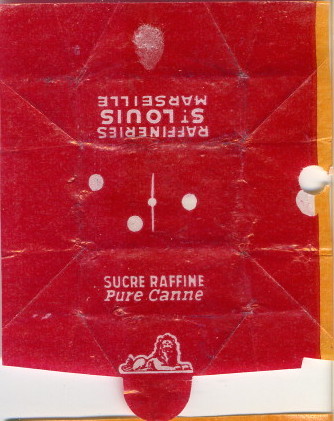 RAFFINERIES
ST LOUIS
MARSEILLE
SUCRE RAFFINE
Pure Canne